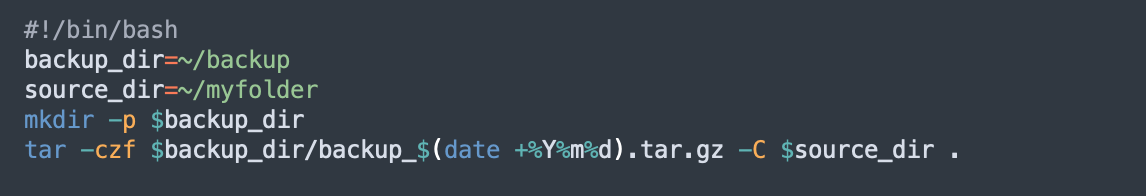 #!/bin/bash
backup_dir=~/backup
source_dir=~/myfolder
mkdir -p $backup_dir
tar -czf $backup_dir/backup_$(date +%Y%m%d).tar.gz -C $source_dir .